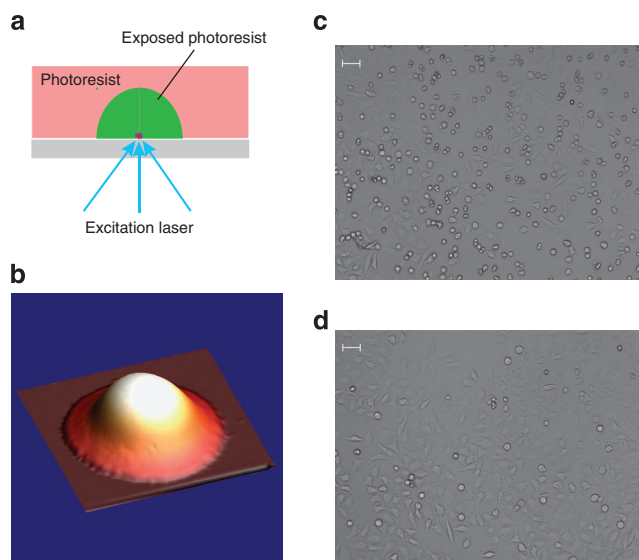 a
Exposed photoresist
Photoresist
Excitation laser
b
c
d